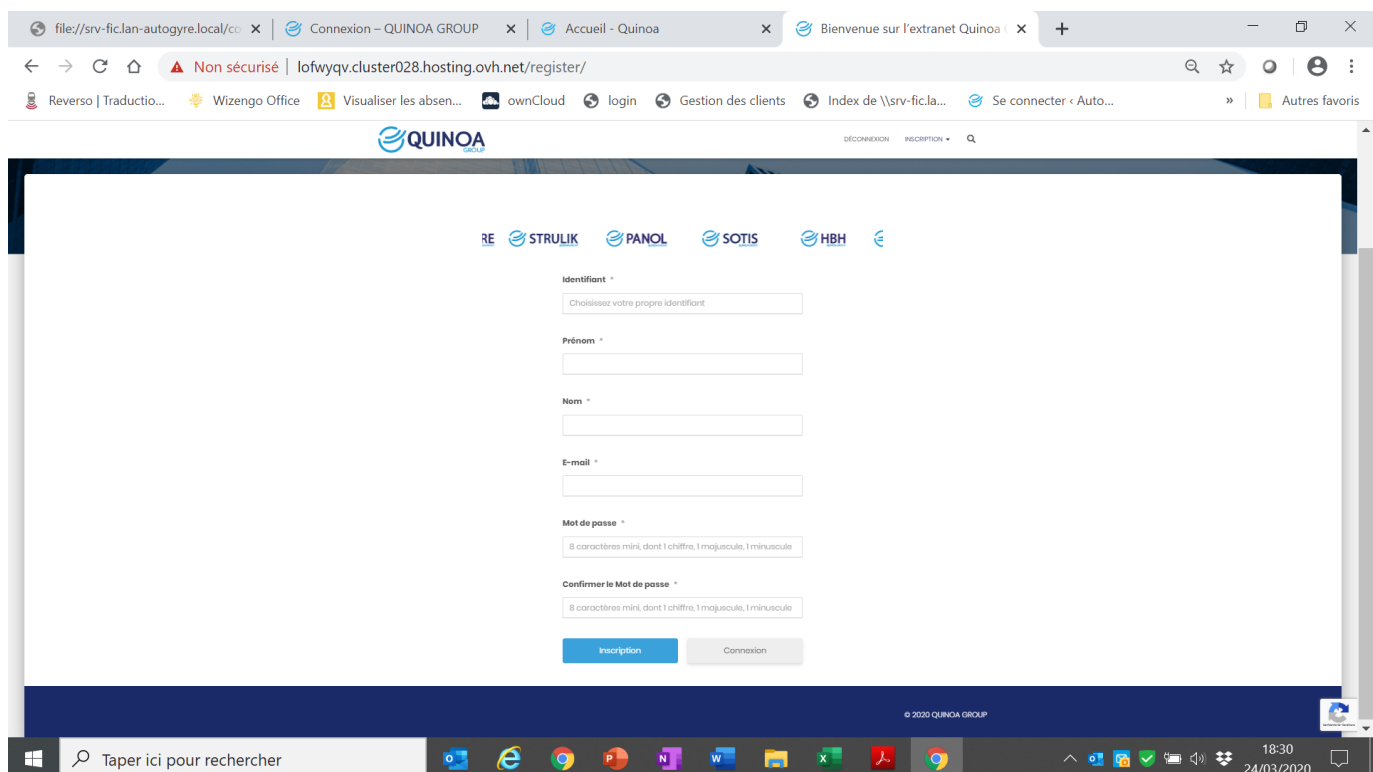 file://srv-fic.lan-autogyre.local/co
Connexion – QUINOA GROUP
Accueil - Quinoa
Bienvenue sur l'extranet Quinoa
Non sécurisé | lofwyqv.cluster028.hosting.ovh.net/register/
Reverso | Traductio...
Wizengo Office
Visualiser les absen...
ownCloud
login
Gestion des clients
Index de \\srv-fic.la...
Se connecter ‹ Auto...
»
Autres favoris
QUINOA
GROUP
DÉCONNEXION
INSCRIPTION
RE
STRULIK
PANOL
SOTIS
HBH
Identifiant *
Choisissez votre propre identifiant
Prénom *
Nom *
E-mail *
Mot de passe *
8 caractères mini, dont 1 chiffre, 1 majuscule, 1 minuscule
Confirmer le Mot de passe *
8 caractères mini, dont 1 chiffre, 1 majuscule, 1 minuscule
Inscription
Connexion
© 2020 QUINOA GROUP
Taper ici pour rechercher
18:30
24/03/2020